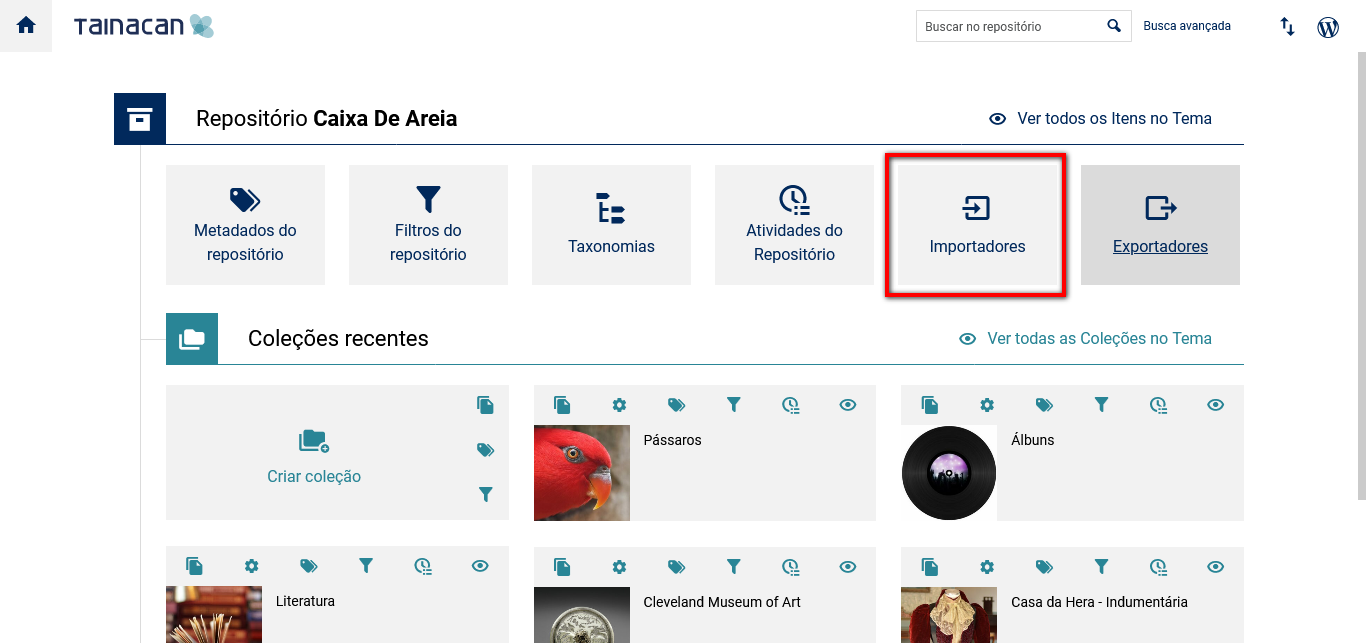 TAINACAN
Buscar no repositório
Busca avançada
Repositório Caixa De Areia
Ver todos os Itens no Tema
Metadados do
repositório
Filtros do
repositório
Taxonomias
Atividades do
Repositório
Importadores
Exportadores
Coleções recentes
Ver todas as Coleções no Tema
Criar coleção
Pássaros
Álbuns
Literatura
Cleveland Museum of Art
Casa da Hera - Indumentária